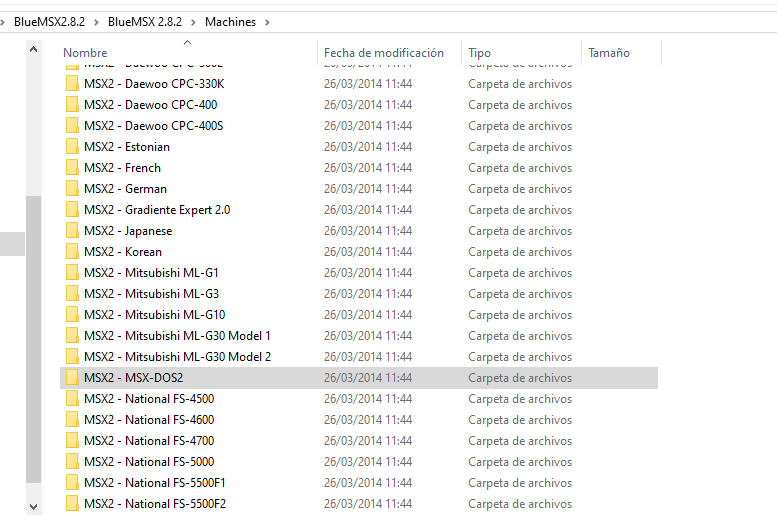 BlueMSX2.8.2 > BlueMSX 2.8.2 > Machines >
Nombre Fecha de modificación Tipo Tamaño
MSX2 - Daewoo CPC-300E 26/03/2014 11:44 Carpeta de archivos
MSX2 - Daewoo CPC-330K 26/03/2014 11:44 Carpeta de archivos
MSX2 - Daewoo CPC-400 26/03/2014 11:44 Carpeta de archivos
MSX2 - Daewoo CPC-400S 26/03/2014 11:44 Carpeta de archivos
MSX2 - Estonian 26/03/2014 11:44 Carpeta de archivos
MSX2 - French 26/03/2014 11:44 Carpeta de archivos
MSX2 - German 26/03/2014 11:44 Carpeta de archivos
MSX2 - Gradiente Expert 2.0 26/03/2014 11:44 Carpeta de archivos
MSX2 - Japanese 26/03/2014 11:44 Carpeta de archivos
MSX2 - Korean 26/03/2014 11:44 Carpeta de archivos
MSX2 - Mitsubishi ML-G1 26/03/2014 11:44 Carpeta de archivos
MSX2 - Mitsubishi ML-G3 26/03/2014 11:44 Carpeta de archivos
MSX2 - Mitsubishi ML-G10 26/03/2014 11:44 Carpeta de archivos
MSX2 - Mitsubishi ML-G30 Model 1 26/03/2014 11:44 Carpeta de archivos
MSX2 - Mitsubishi ML-G30 Model 2 26/03/2014 11:44 Carpeta de archivos
MSX2 - MSX-DOS2 26/03/2014 11:44 Carpeta de archivos
MSX2 - National FS-4500 26/03/2014 11:44 Carpeta de archivos
MSX2 - National FS-4600 26/03/2014 11:44 Carpeta de archivos
MSX2 - National FS-4700 26/03/2014 11:44 Carpeta de archivos
MSX2 - National FS-5000 26/03/2014 11:44 Carpeta de archivos
MSX2 - National FS-5500F1 26/03/2014 11:44 Carpeta de archivos
MSX2 - National FS-5500F2 26/03/2014 11:44 Carpeta de archivos